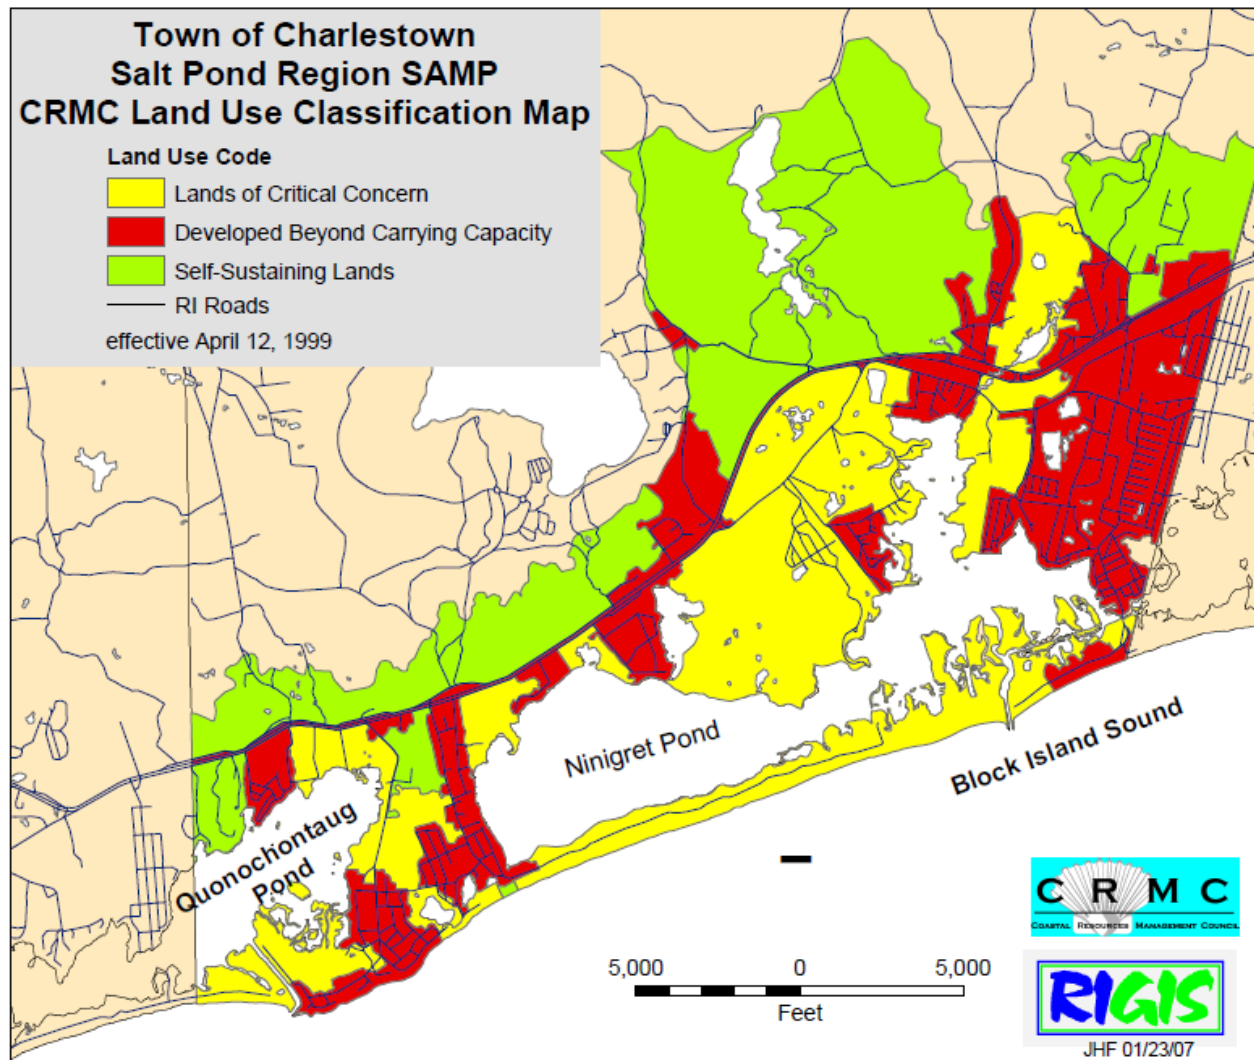 Town of Charlestown
Salt Pond Region SAMP
CRMC Land Use Classification Map
Land Use Code
Lands of Critical Concern
Developed Beyond Carrying Capacity
Self-Sustaining Lands
RI Roads
effective April 12, 1999
Ninigret Pond
Block Island Sound
Quonochontaug
Pond
CRMC
COASTAL RESOURCES MANAGEMENT COUNCIL
5,000 0 5,000
Feet
RIGIS
JHF 01/23/07